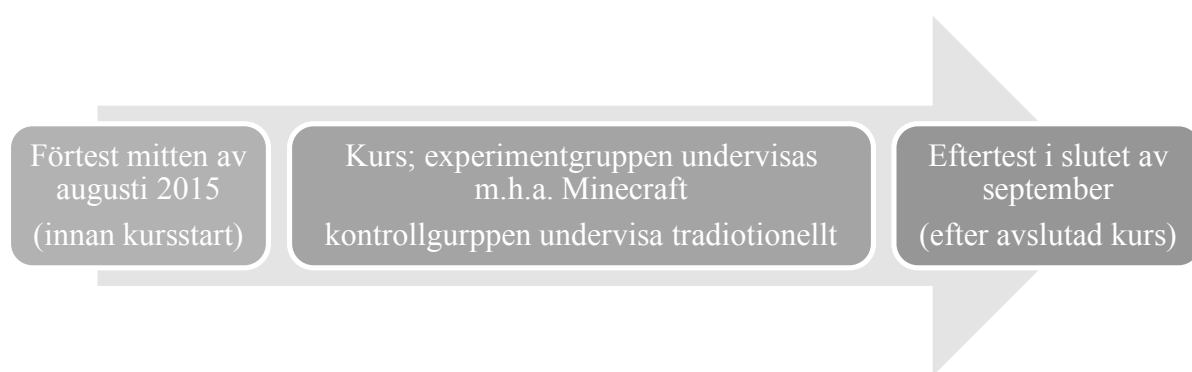 Förtest mitten av
augusti 2015
(innan kursstart)
Kurs; experimentgruppen undervisas
m.h.a. Minecraft
kontrollgurppen undervisa tradiotionellt
Eftertest i slutet av
september
(efter avslutad kurs)